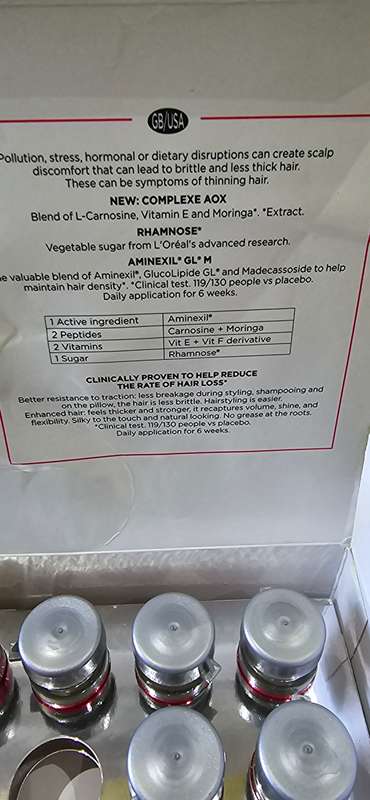 GB/USA
Pollution, stress, hormonal or dietary disruptions can create scalp
discomfort that can lead to brittle and less thick hair.
These can be symptoms of thinning hair.
NEW: COMPLEXE AOX
Blend of L-Carnosine, Vitamin E and Moringa*. *Extract.
RHAMNOSE*
Vegetable sugar from L'Oréal's advanced research.
AMINEXIL® GL® M
valuable blend of Aminexil®, GlucoLipide GL® and Madecassoside to help
maintain hair density*. *Clinical test. 119/130 people vs placebo.
Daily application for 6 weeks.
1 Active ingredient Aminexil®
2 Peptides Carnosine + Moringa
2 Vitamins Vit E + Vit F derivative
1 Sugar Rhamnose*
CLINICALLY PROVEN TO HELP REDUCE
THE RATE OF HAIR LOSS*
Better resistance to traction: less breakage during styling, shampooing and
on the pillow, the hair is less brittle. Hairstyling is easier.
Enhanced hair: feels thicker and stronger, it recaptures volume, shine, and
flexibility. Silky to the touch and natural looking. No grease at the roots.
*Clinical test. 119/130 people vs placebo.
Daily application for 6 weeks.